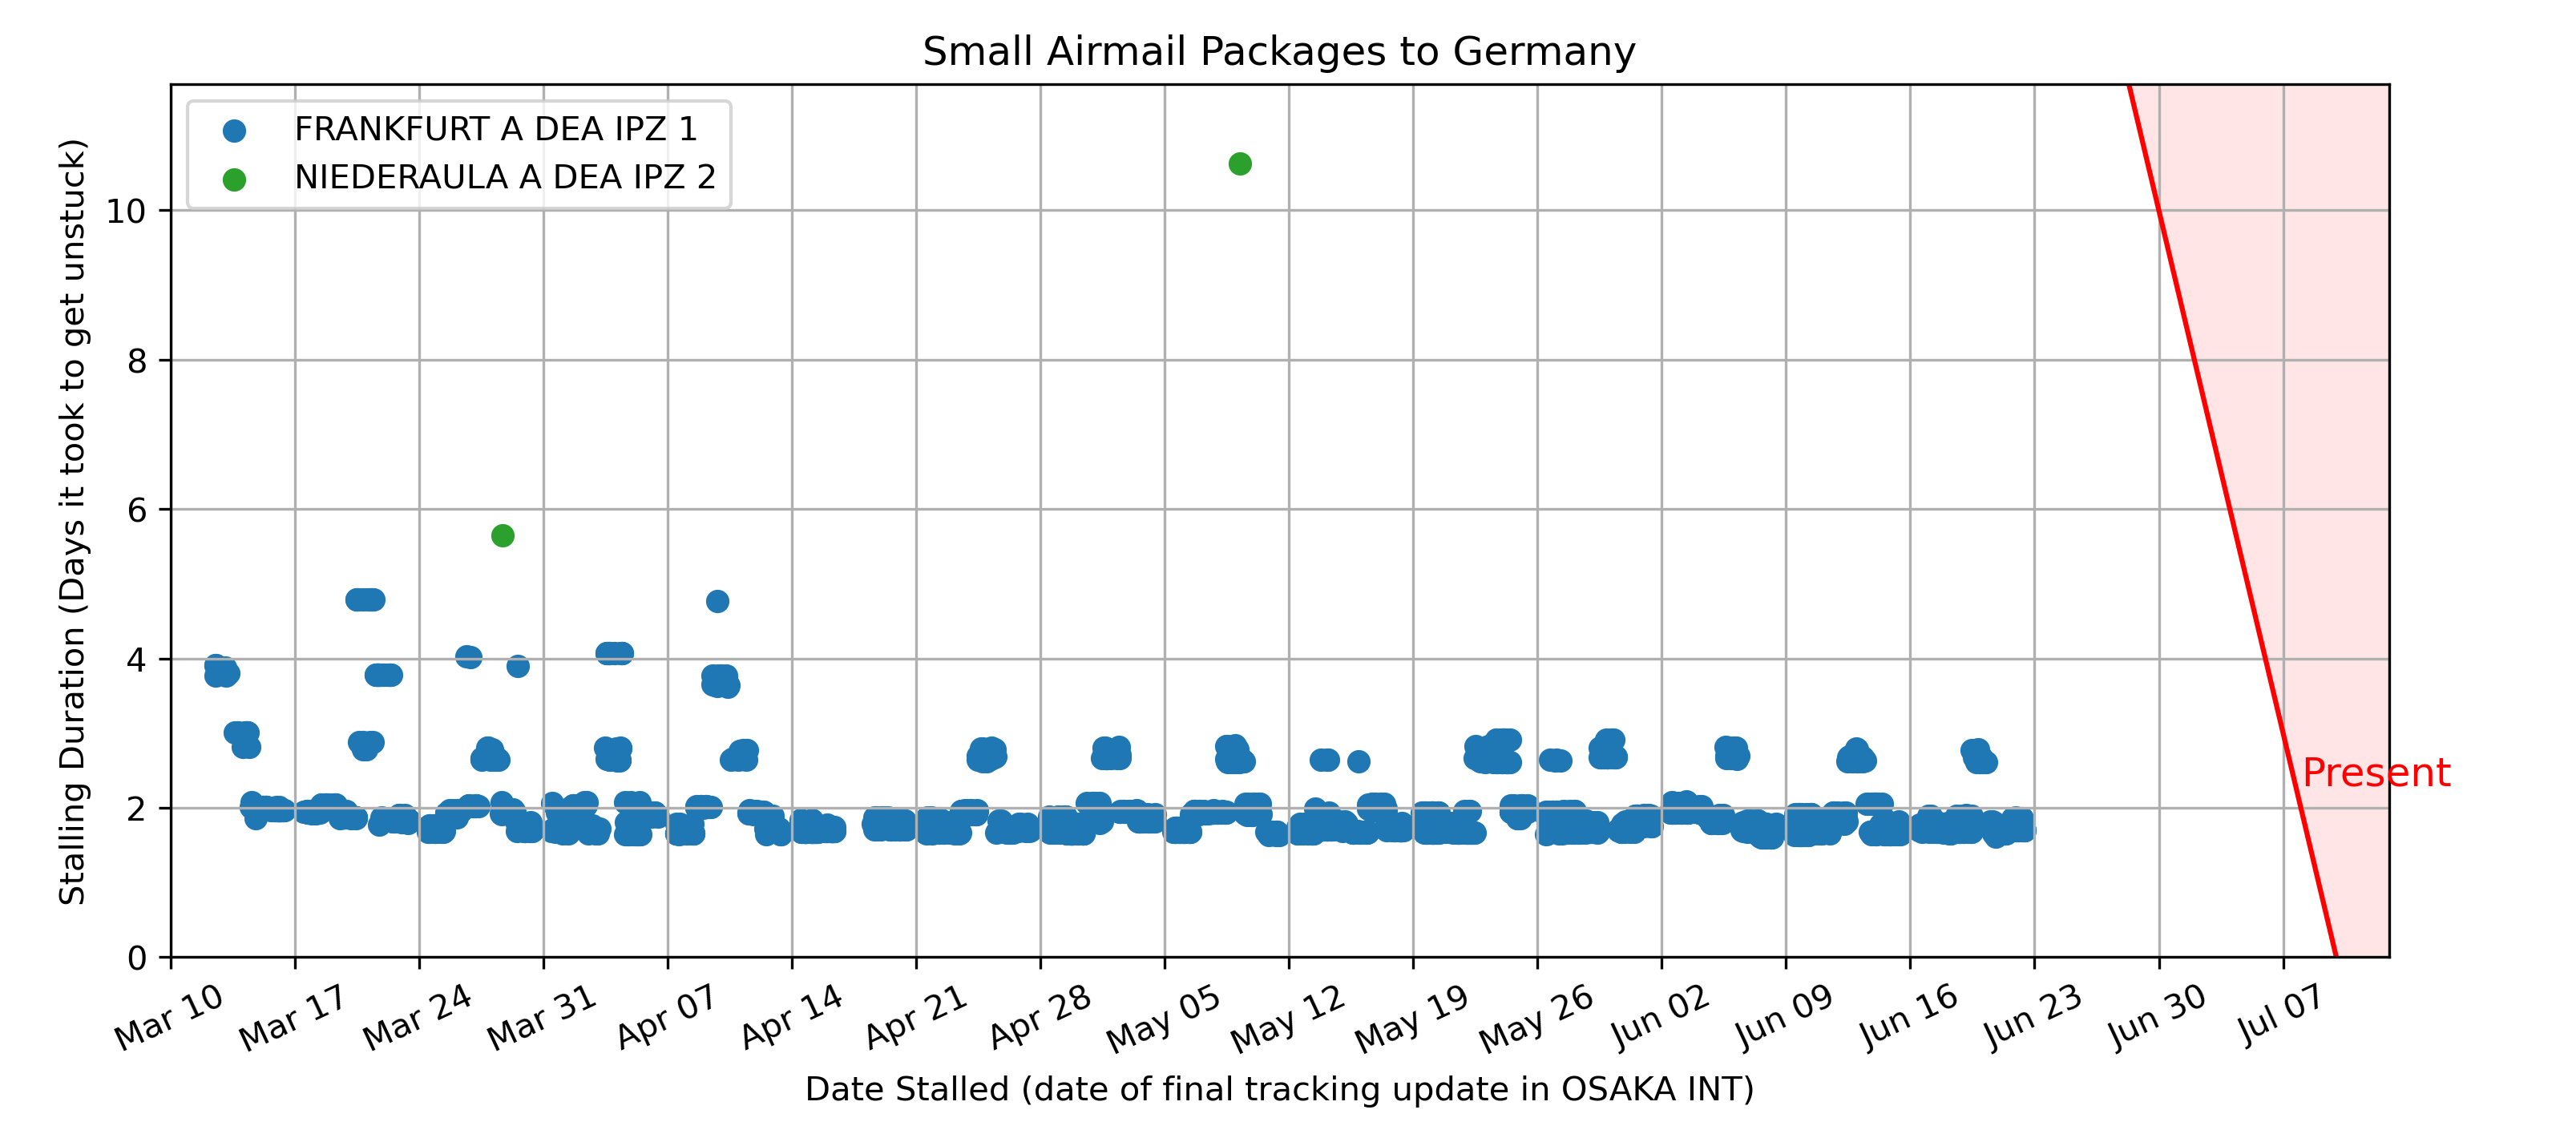 Small Airmail Packages to Germany
FRANKFURT A DEA IPZ 1
NIEDERAULA A DEA IPZ 2
Stalling Duration (Days it took to get unstuck)
10
8
6
4
2
0
Present
Mar 10
Mar 17
Mar 24
Mar 31
Apr 07
Apr 14
Apr 21
Apr 28
May 05
May 12
May 19
May 26
Jun 02
Jun 09
Jun 16
Jun 23
Jun 30
Jul 07
Date Stalled (date of final tracking update in OSAKA INT)